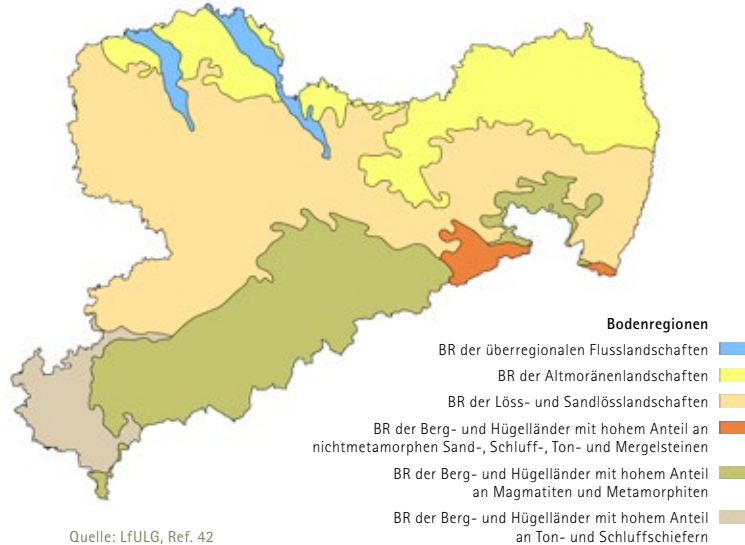 Bodenregionen
BR der überregionalen Flusslandschaften
BR der Altmoränenlandschaften
BR der Löss- und Sandlösslandschaften
BR der Berg- und Hügelländer mit hohem Anteil an
nichtmetamorphen Sand-, Schluff-, Ton- und Mergelsteinen
BR der Berg- und Hügelländer mit hohem Anteil
an Magmatiten und Metamorphiten
BR der Berg- und Hügelländer mit hohem Anteil
an Ton- und Schluffschiefern
Quelle: LfULG, Ref. 42